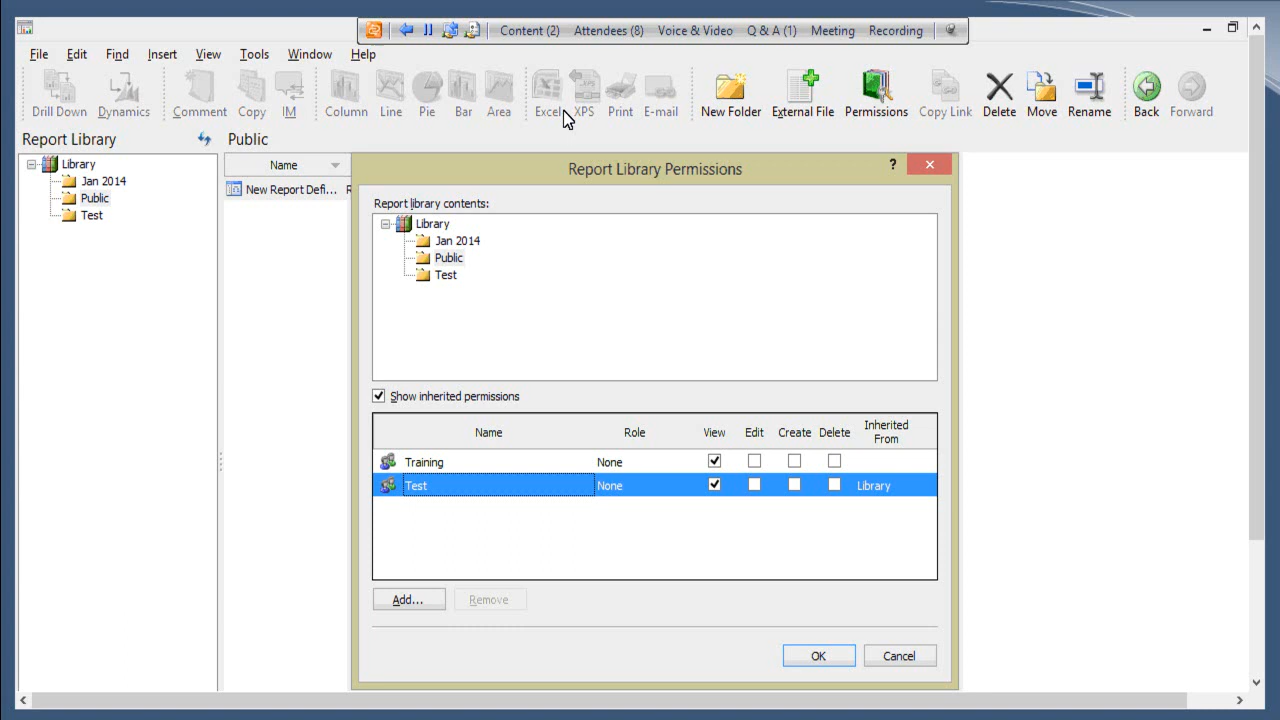 Content (2) Attendees (8) Voice & Video Q & A (1) Meeting Recording
File Edit Find Insert View Tools Window Help
Drill Down Dynamics Comment Copy IM Column Line Pie Bar Area Excel XPS Print E-mail New Folder External File Permissions Copy Link Delete Move Rename Back Forward
Report Library
Public
Library
Jan 2014
Public
Test
Name
New Report Defi... R
Report Library Permissions
?
Report library contents:
Library
Jan 2014
Public
Test
Show inherited permissions
Name Role View Edit Create Delete Inherited
From
Training None
Test None Library
Add... Remove
OK Cancel